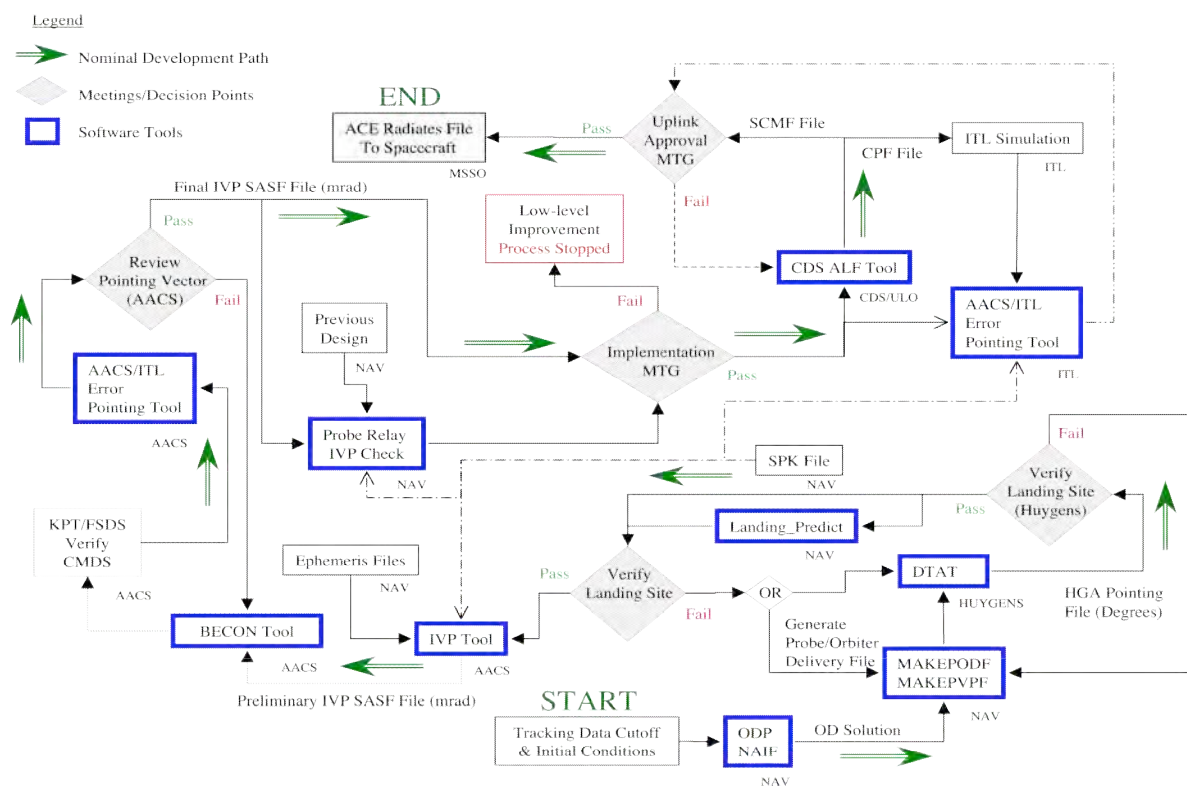 Legend
Nominal Development Path
Meetings/Decision Points
Software Tools
END
ACE Radiates File
To Spacecraft
MSSO
Pass
Uplink
Approval
MTG
Fail
SCMF File
CPF File
ITL Simulation
ITL
Final IVP SASF File (mrad)
Pass
Review
Pointing Vector
(AACS)
Fail
Low-level
Improvement
Process Stopped
Fail
CDS ALF Tool
CDS/ULO
AACS/ITL
Error
Pointing Tool
ITL
Previous
Design
NAV
Implementation
MTG
Pass
AACS/ITL
Error
Pointing Tool
AACS
Probe Relay
IVP Check
NAV
SPK File
NAV
Fail
Verify
Landing Site
(Huygens)
Pass
Landing_Predict
NAV
KPT/FSDS
Verify
CMDS
AACS
Ephemeris Files
NAV
Pass
Verify
Landing Site
Fail
OR
DTAT
HUYGENS
HGA Pointing
File (Degrees)
BECON Tool
AACS
IVP Tool
AACS
Generate
Probe/Orbiter
Delivery File
MAKEPODF
MAKEPVPF
NAV
Preliminary IVP SASF File (mrad)
START
Tracking Data Cutoff
& Initial Conditions
ODP
NAIF
NAV
OD Solution